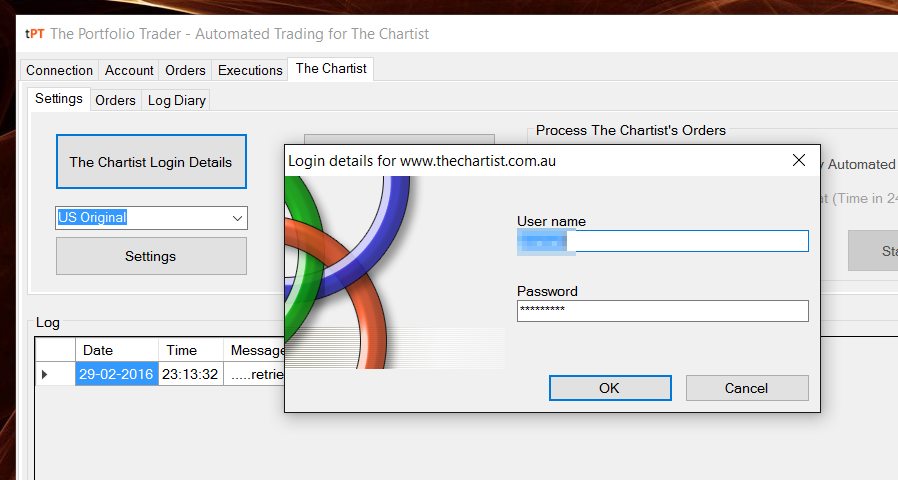 tPT The Portfolio Trader - Automated Trading for The Chartist
Connection Account Orders Executions The Chartist
Settings Orders Log Diary
Process The Chartist's Orders
The Chartist Login Details
Login details for www.thechartist.com.au
Automated
(Time in 24
User name
US Original
Settings
Password
*********
Log
Date Time Message
29-02-2016 23:13:32 .....retrie
OK Cancel